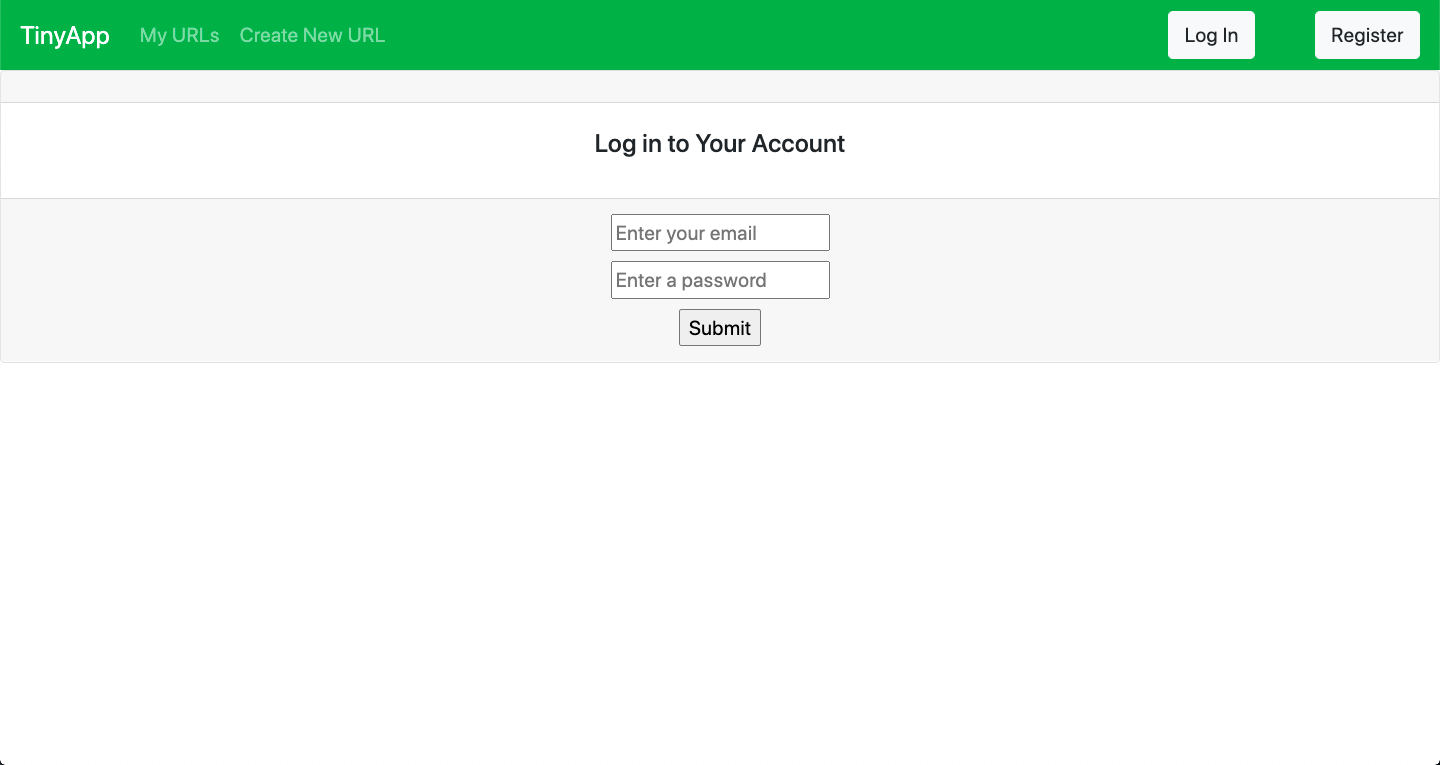 TinyApp My URLs Create New URL Log In Register
Log in to Your Account
Enter your email
Enter a password
Submit